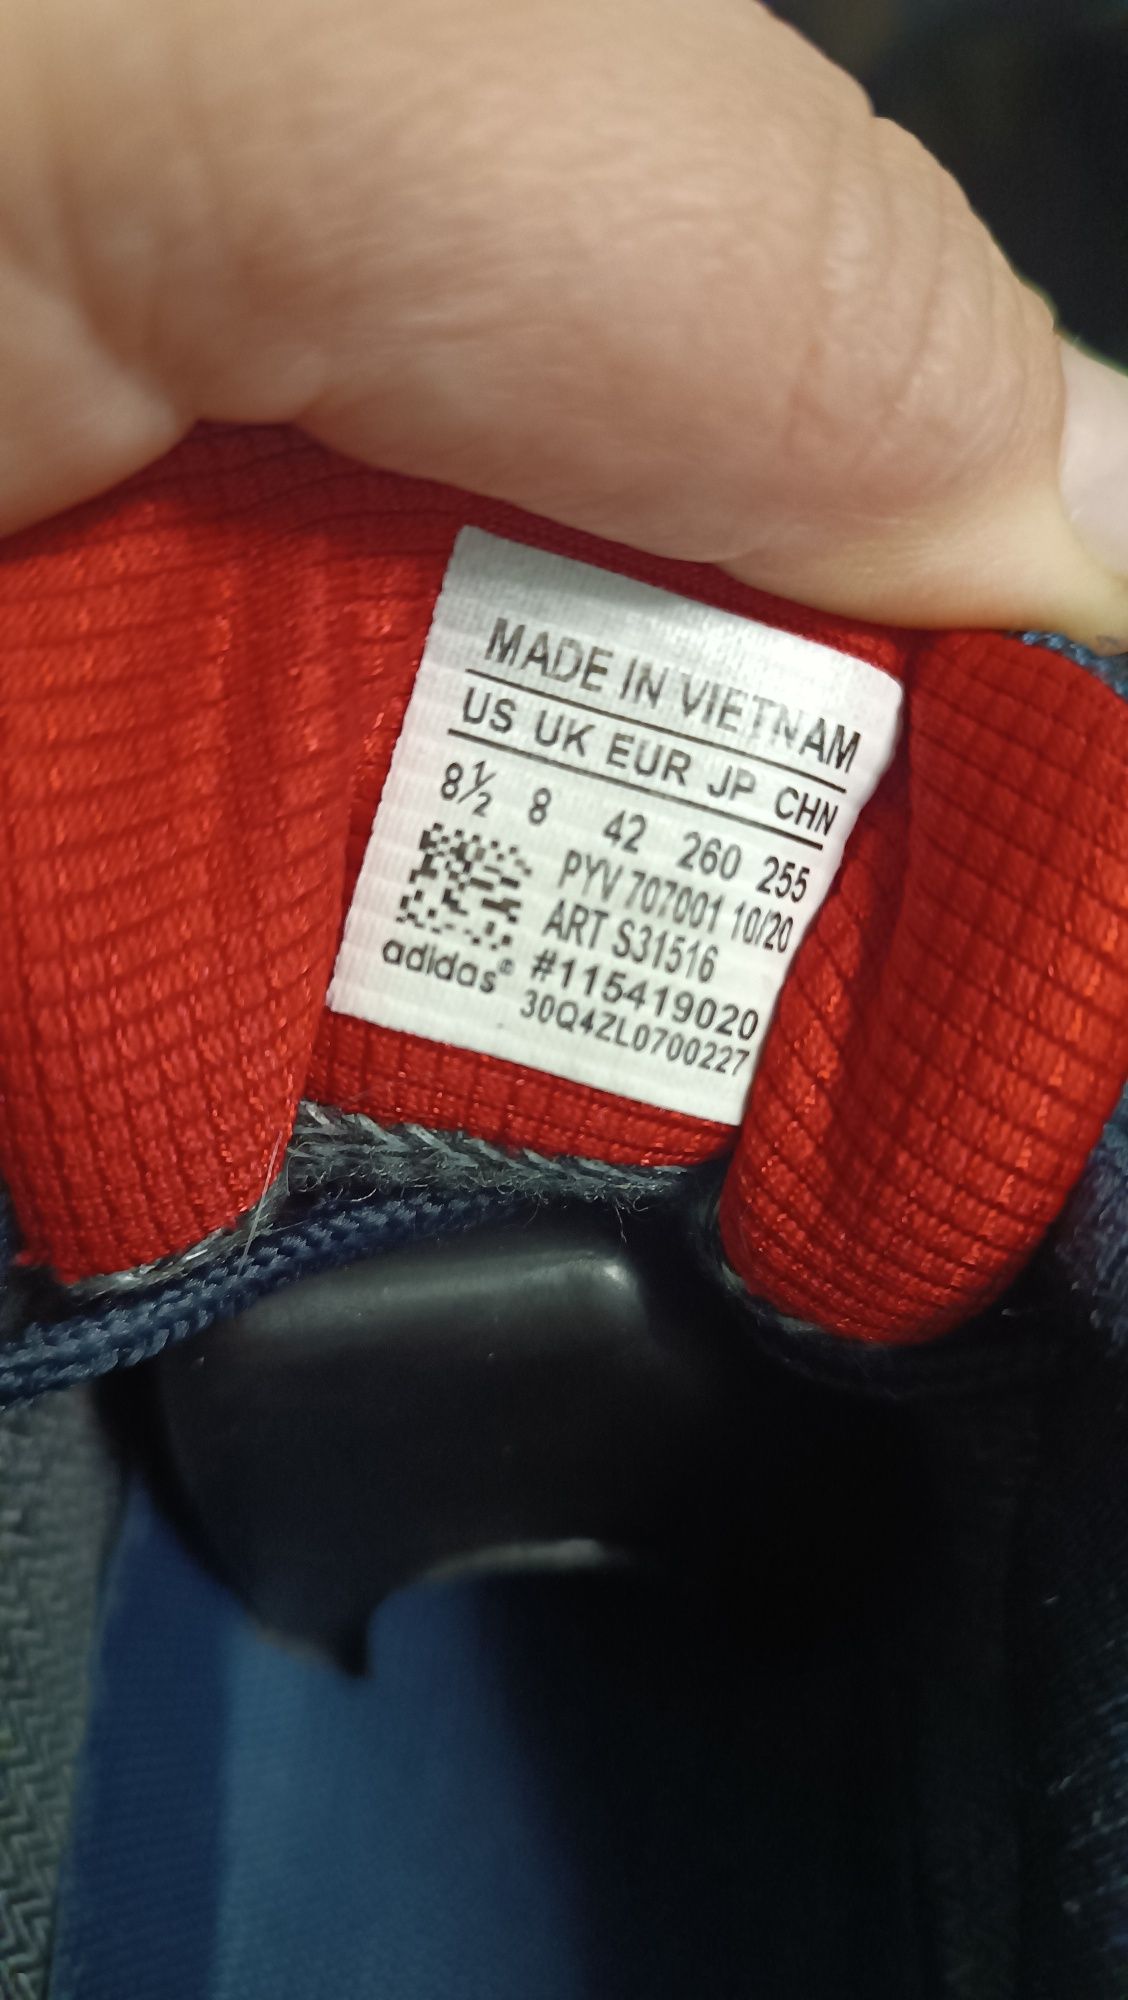 MADE IN VIETNAM
US UK EUR JP CHN
8½ 8 42 260 255
PYV 707001 10/20
ART S31516
#115419020
30Q4ZL0700227
adidas®